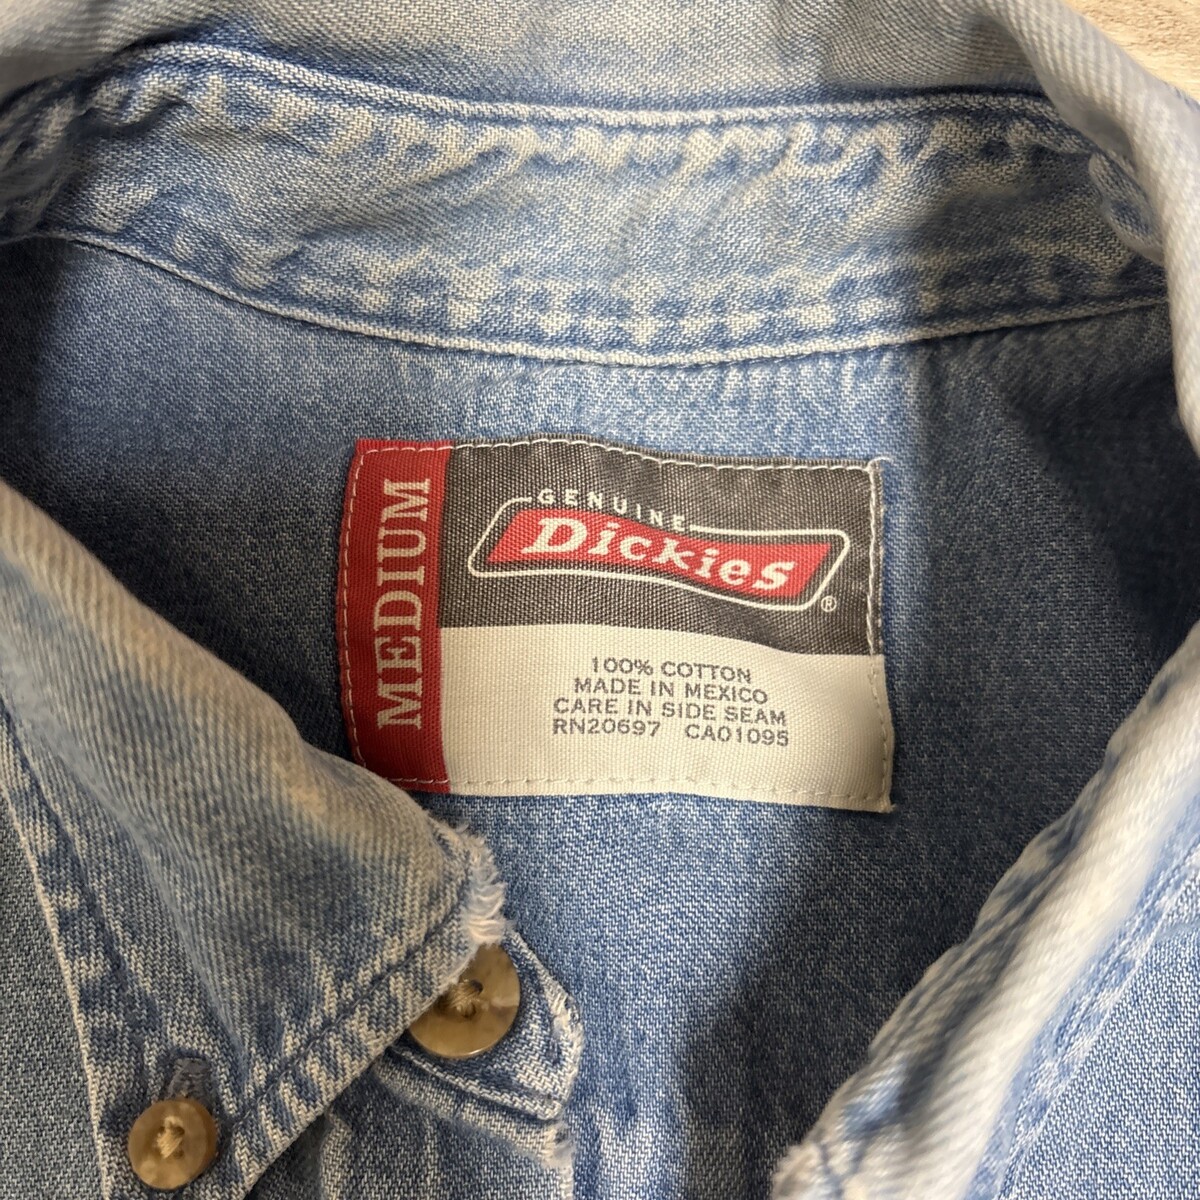 MEDIUM
GENUINE
Dickies®
100% COTTON
MADE IN MEXICO
CARE IN SIDE SEAM
RN20697 CA01095